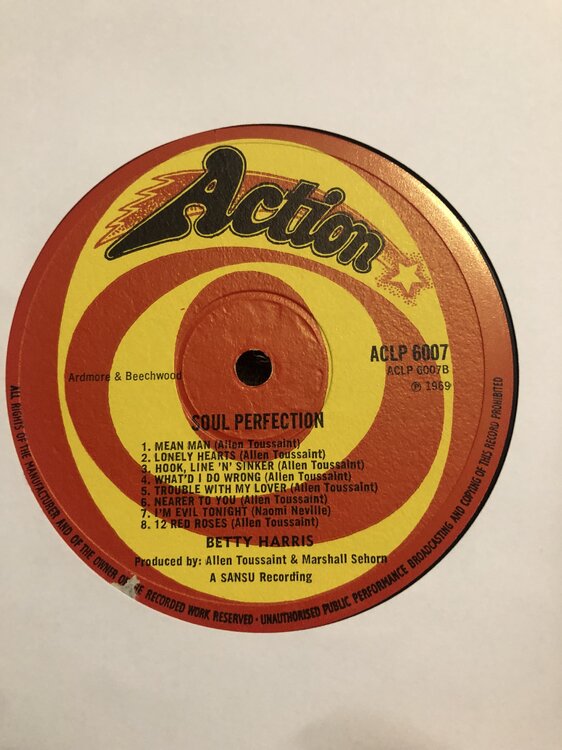 Action
ACLP 6007
ACLP 6007B
℗ 1969
Ardmore & Beechwood
SOUL PERFECTION
1. MEAN MAN (Allen Toussaint)
2. LONELY HEARTS (Allen Toussaint)
3. HOOK, LINE 'N' SINKER (Allen Toussaint)
4. WHAT'D I DO WRONG (Allen Toussaint)
5. TROUBLE WITH MY LOVER (Allen Toussaint)
6. NEARER TO YOU (Allen Toussaint)
7. I'M EVIL TONIGHT (Naomi Neville)
8. 12 RED ROSES (Allen Toussaint)
BETTY HARRIS
Produced by: Allen Toussaint & Marshall Sehorn
A SANSU Recording
ALL RIGHTS OF THE MANUFACTURER AND OF THE OWNER OF THE RECORDED WORK RESERVED · UNAUTHORISED PUBLIC PERFORMANCE BROADCASTING AND COPYING OF THIS RECORD PROHIBITED